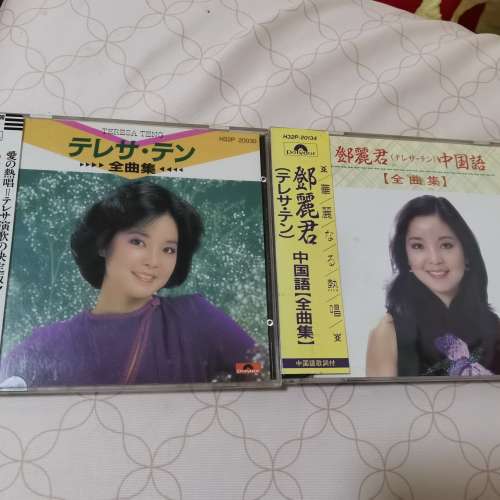 TERESA TENG
H32P-20030
テレサ・テン
全曲集
愛の熱唱=テレサ演歌の決定版!
Polydor
H32P-20134
Polydor
鄧麗君
(テレサ・テン)
中国語【全曲集】
華麗なる熱唱
中国語歌詞付
鄧麗君(テレサ・テン)中国語
【全曲集】